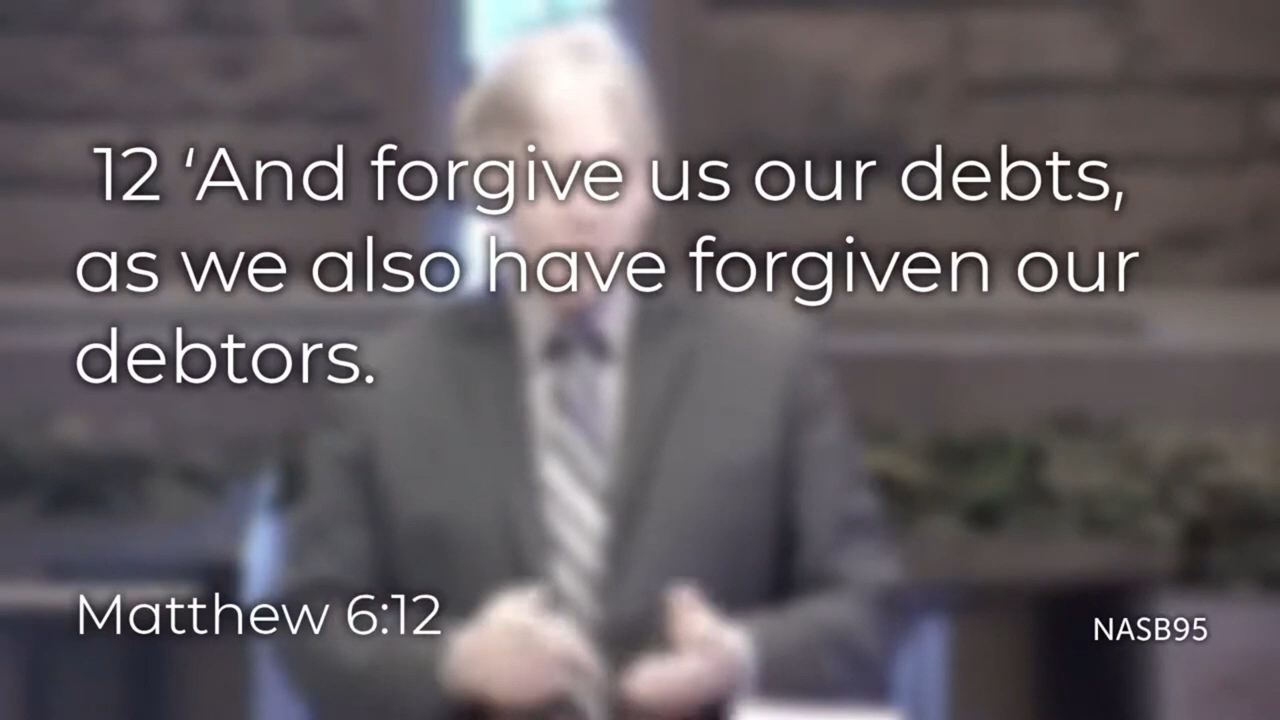 12 ‘And forgive us our debts,
as we also have forgiven our
debtors.
Matthew 6:12
NASB95